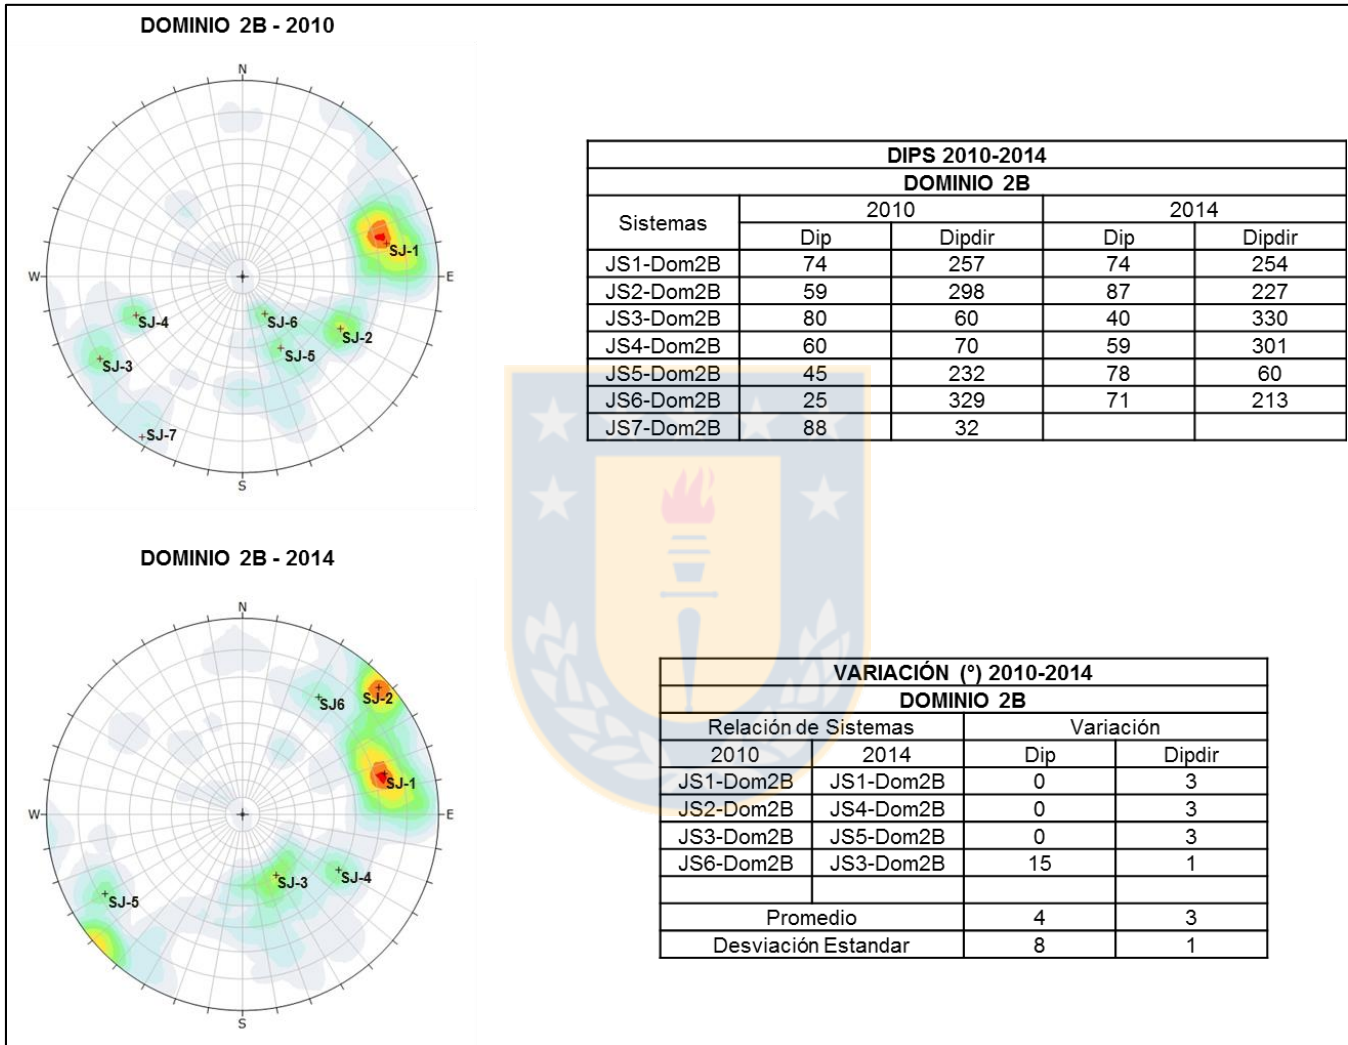 DOMINIO 2B - 2010
N
SJ-1
W
E
SJ-4
SJ-6
SJ-2
SJ-5
SJ-3
SJ-7
S
DIPS 2010-2014
DOMINIO 2B
Sistemas 2010 2014
Dip Dipdir Dip Dipdir
JS1-Dom2B 74 257 74 254
JS2-Dom2B 59 298 87 227
JS3-Dom2B 80 60 40 330
JS4-Dom2B 60 70 59 301
JS5-Dom2B 45 232 78 60
JS6-Dom2B 25 329 71 213
JS7-Dom2B 88 32
DOMINIO 2B - 2014
N
SJ6 SJ-2
SJ-1
W
E
SJ-3 SJ-4
SJ-5
S
VARIACIÓN (°) 2010-2014
DOMINIO 2B
Relación de Sistemas Variación
2010 2014 Dip Dipdir
JS1-Dom2B JS1-Dom2B 0 3
JS2-Dom2B JS4-Dom2B 0 3
JS3-Dom2B JS5-Dom2B 0 3
JS6-Dom2B JS3-Dom2B 15 1
Promedio 4 3
Desviación Estandar 8 1